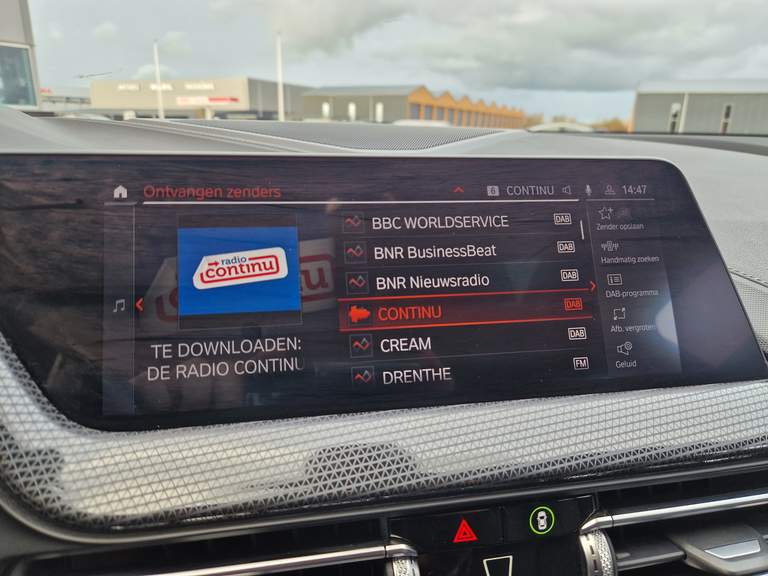 Ontvangen zenders
6 CONTINU 14:47
radio
continu
TE DOWNLOADEN:
DE RADIO CONTINU
BBC WORLDSERVICE DAB
BNR BusinessBeat DAB
BNR Nieuwsradio DAB
CONTINU DAB
CREAM DAB
DRENTHE FM
Zender opslaan
Handmatig zoeken
DAB-programma
Afb. vergroten
Geluid